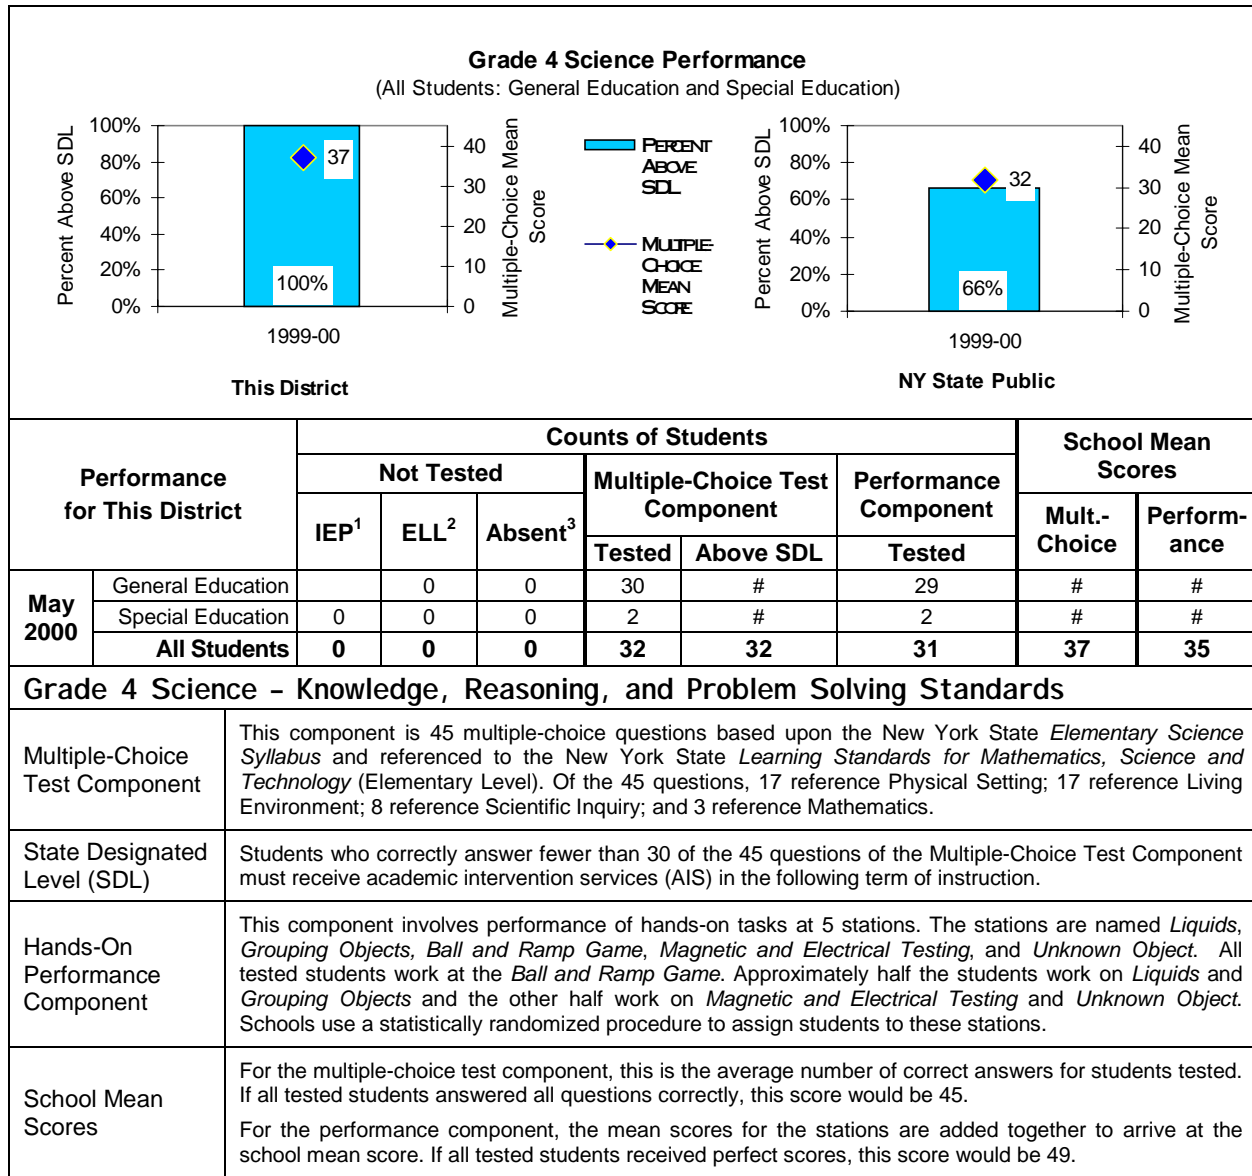 Grade 4 Science Performance
(All Students: General Education and Special Education)
Percent Above SDL
100%
80%
60%
40%
20%
0%
37
100%
1999-00
40
30
20
10
0
Multiple-Choice Mean Score
This District
PERCENT ABOVE SDL
MULTIPLE-CHOICE MEAN SCORE
Percent Above SDL
100%
80%
60%
40%
20%
0%
32
66%
1999-00
40
30
20
10
0
Multiple-Choice Mean Score
NY State Public
Performance for This District
Counts of Students
School Mean Scores
Not Tested
Multiple-Choice Test Component
Performance Component
Mult.-Choice
Perform-ance
IEP1 ELL2 Absent3
Tested Above SDL Tested
May 2000
General Education 0 0 30 # 29 # #
Special Education 0 0 0 2 # 2 # #
All Students 0 0 0 32 32 31 37 35
Grade 4 Science – Knowledge, Reasoning, and Problem Solving Standards
Multiple-Choice
Test Component
This component is 45 multiple-choice questions based upon the New York State Elementary Science
Syllabus and referenced to the New York State Learning Standards for Mathematics, Science and
Technology (Elementary Level). Of the 45 questions, 17 reference Physical Setting; 17 reference Living
Environment; 8 reference Scientific Inquiry; and 3 reference Mathematics.
State Designated
Level (SDL)
Students who correctly answer fewer than 30 of the 45 questions of the Multiple-Choice Test Component
must receive academic intervention services (AIS) in the following term of instruction.
Hands-On
Performance
Component
This component involves performance of hands-on tasks at 5 stations. The stations are named Liquids,
Grouping Objects, Ball and Ramp Game, Magnetic and Electrical Testing, and Unknown Object. All
tested students work at the Ball and Ramp Game. Approximately half the students work on Liquids and
Grouping Objects and the other half work on Magnetic and Electrical Testing and Unknown Object.
Schools use a statistically randomized procedure to assign students to these stations.
School Mean
Scores
For the multiple-choice test component, this is the average number of correct answers for students tested.
If all tested students answered all questions correctly, this score would be 45.
For the performance component, the mean scores for the stations are added together to arrive at the
school mean score. If all tested students received perfect scores, this score would be 49.